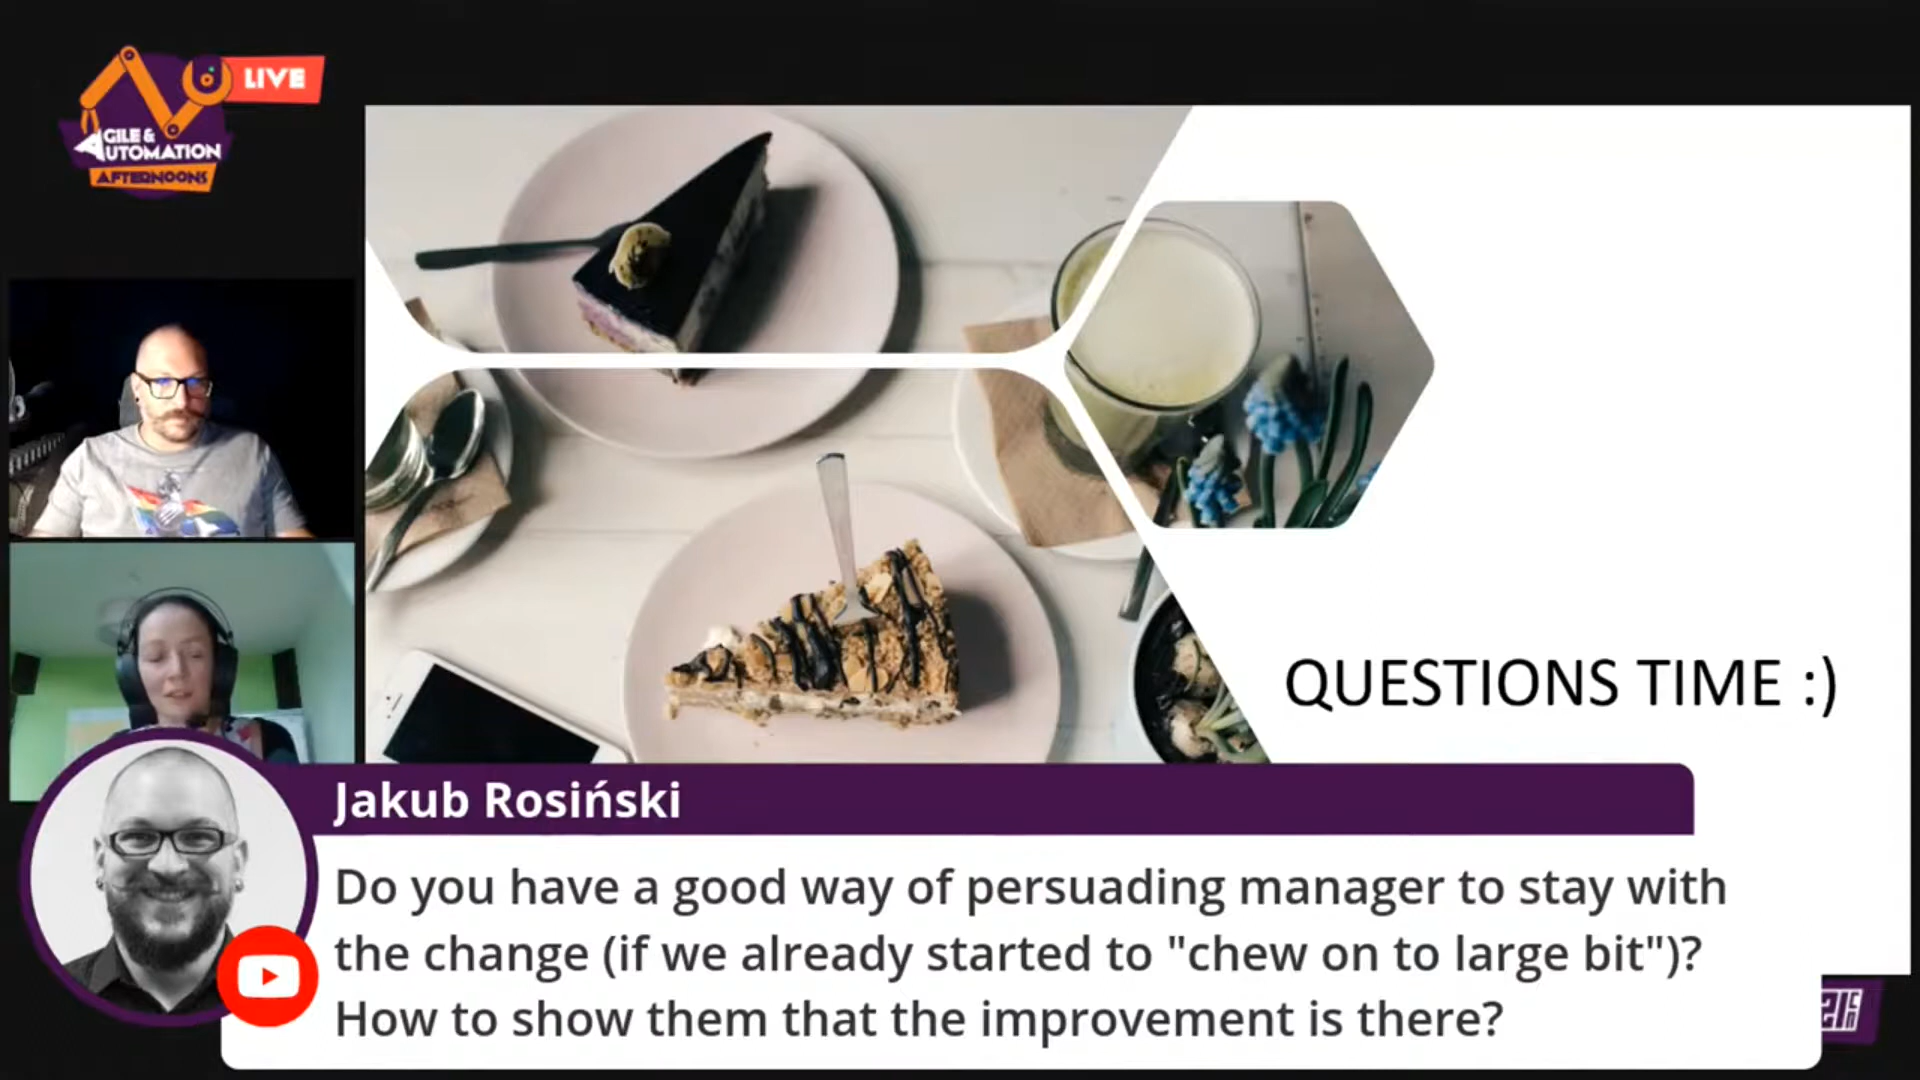 LIVE
AGILE &
AUTOMATION
AFTERNOONS
QUESTIONS TIME :)
Jakub Rosiński
Do you have a good way of persuading manager to stay with
the change (if we already started to "chew on to large bit")?
How to show them that the improvement is there?